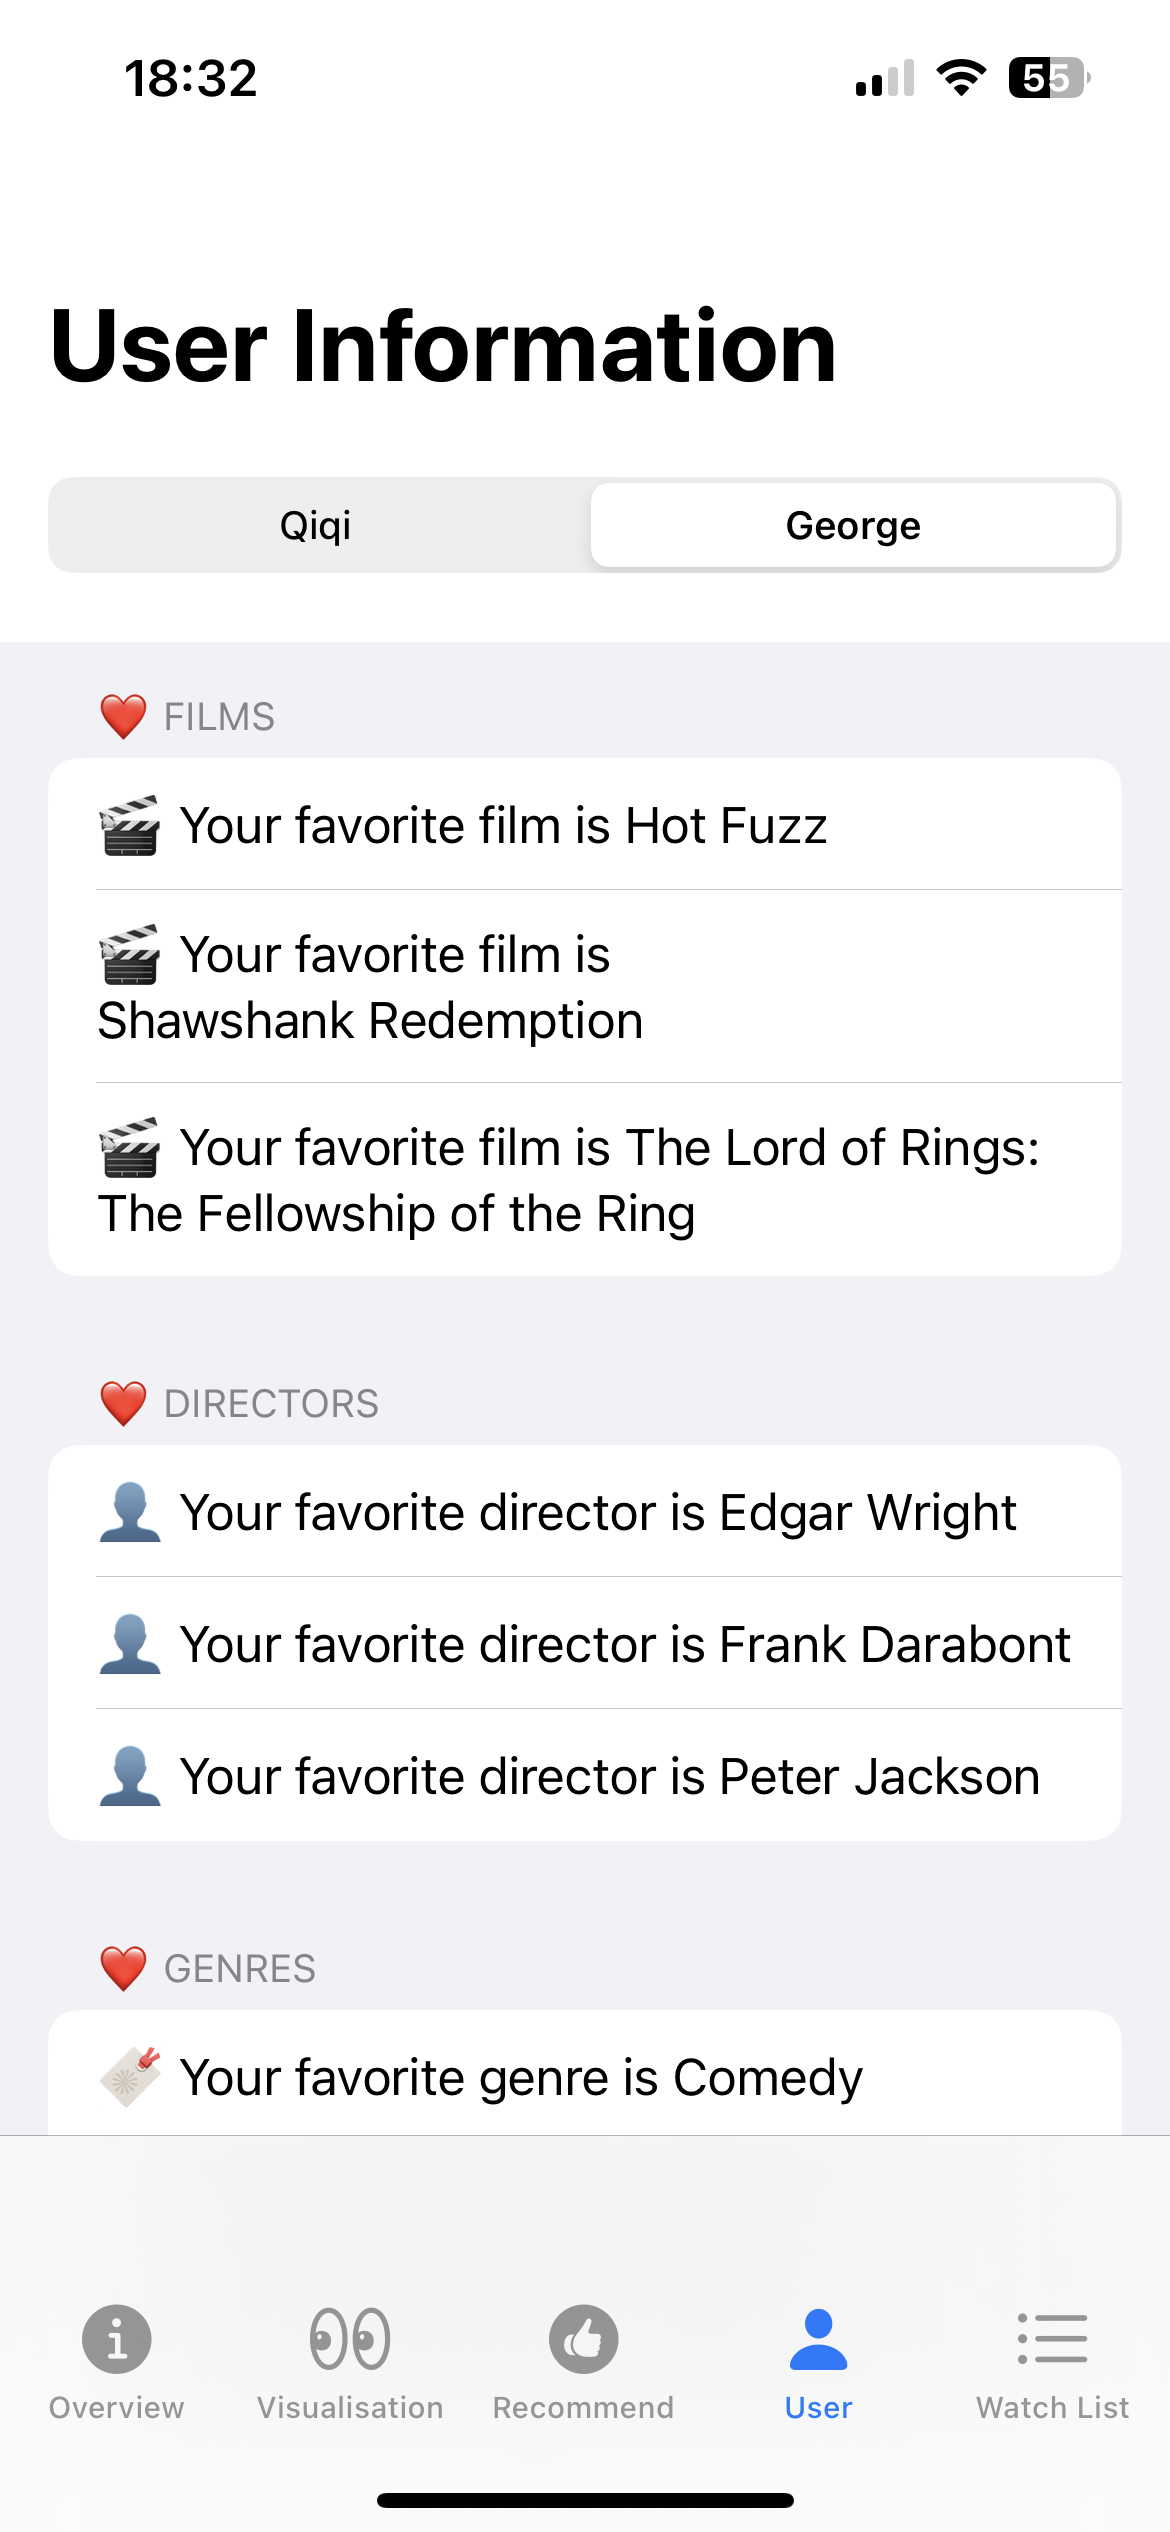 18:32
55
User Information
Qiqi
George
FILMS
Your favorite film is Hot Fuzz
Your favorite film is
Shawshank Redemption
Your favorite film is The Lord of Rings:
The Fellowship of the Ring
DIRECTORS
Your favorite director is Edgar Wright
Your favorite director is Frank Darabont
Your favorite director is Peter Jackson
GENRES
Your favorite genre is Comedy
Overview
Visualisation
Recommend
User
Watch List